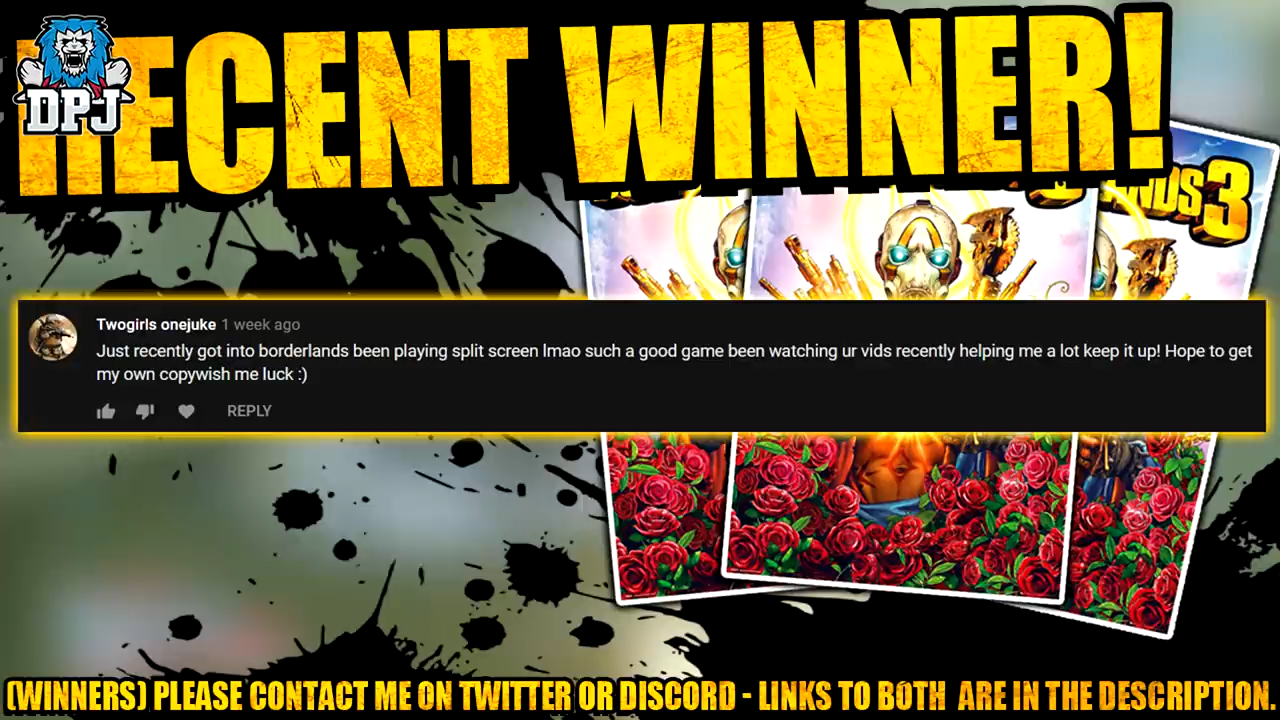 RECENT WINNER!
DPJ
ANDS 3
Twogirls onejuke 1 week ago
Just recently got into borderlands been playing split screen lmao such a good game been watching ur vids recently helping me a lot keep it up! Hope to get
my own copywish me luck :)
REPLY
(WINNERS) PLEASE CONTACT ME ON TWITTER OR DISCORD - LINKS TO BOTH ARE IN THE DESCRIPTION.